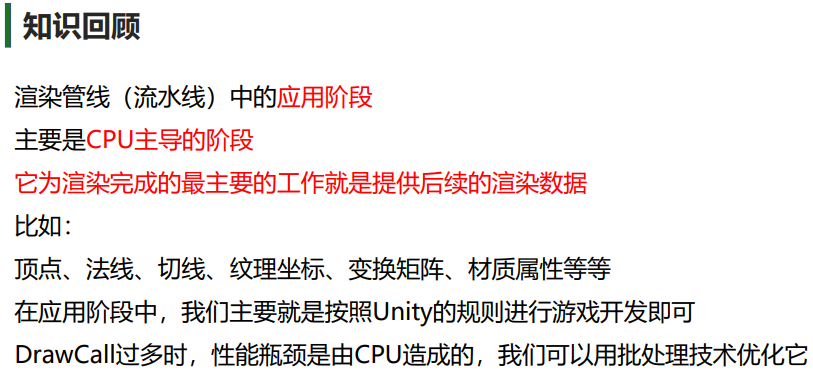 知识回顾
渲染管线（流水线）中的应用阶段
主要是CPU主导的阶段
它为渲染完成的最主要的工作就是提供后续的渲染数据
比如：
顶点、法线、切线、纹理坐标、变换矩阵、材质属性等等
在应用阶段中，我们主要就是按照Unity的规则进行游戏开发即可
DrawCall过多时，性能瓶颈是由CPU造成的，我们可以用批处理技术优化它